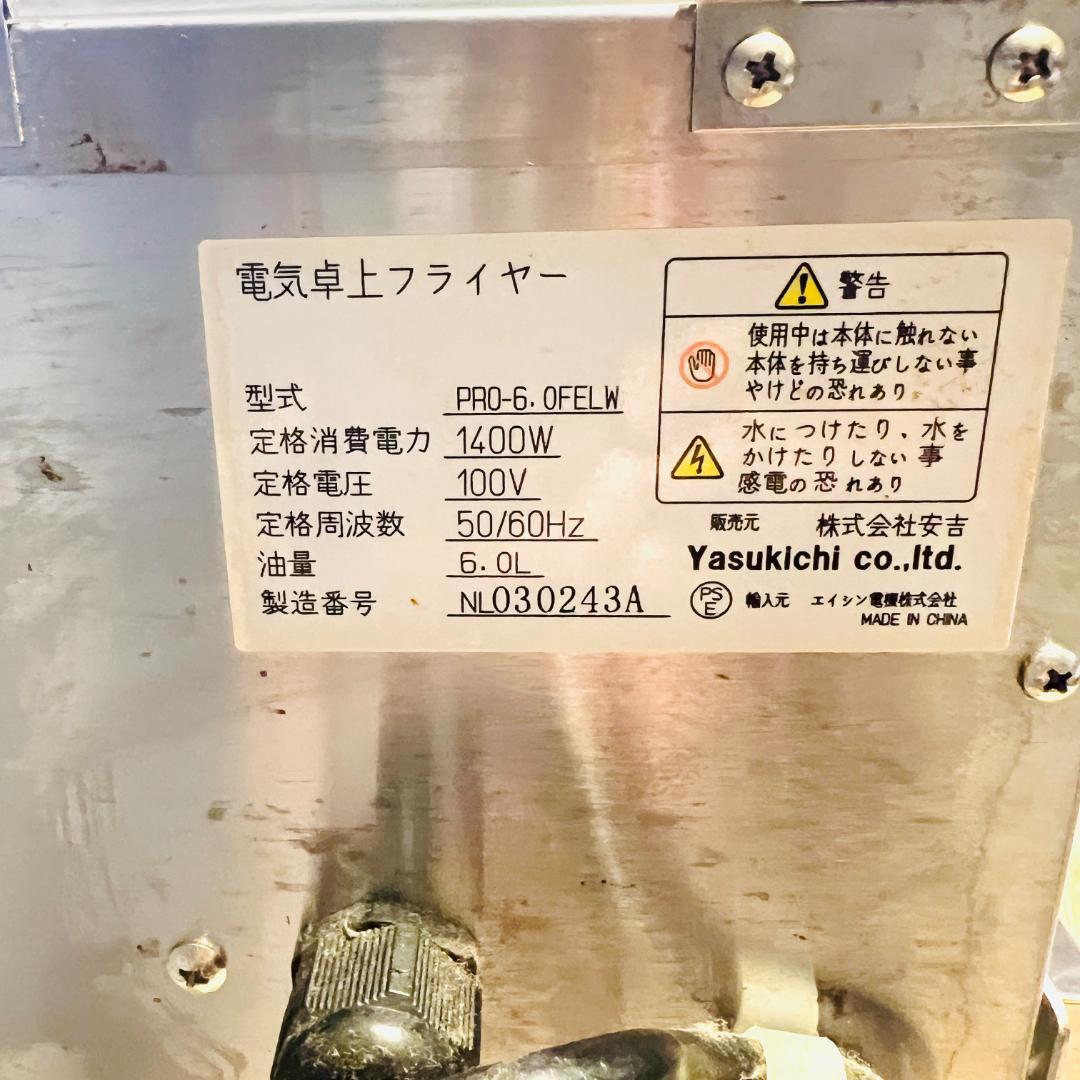 電気卓上フライヤー
型式 PRO-6.0FELW
定格消費電力 1400W
定格電圧 100V
定格周波数 50/60Hz
油量 6.0L
製造番号 NL030243A
警告
使用中は本体に触れない
本体を持ち運びしない事
やけどの恐れあり
水につけたり、水を
かけたりしない事
感電の恐れあり
販売元 株式会社安吉
Yasukichi co.,ltd.
PSE 輸入元 エイシン電機株式会社
MADE IN CHINA